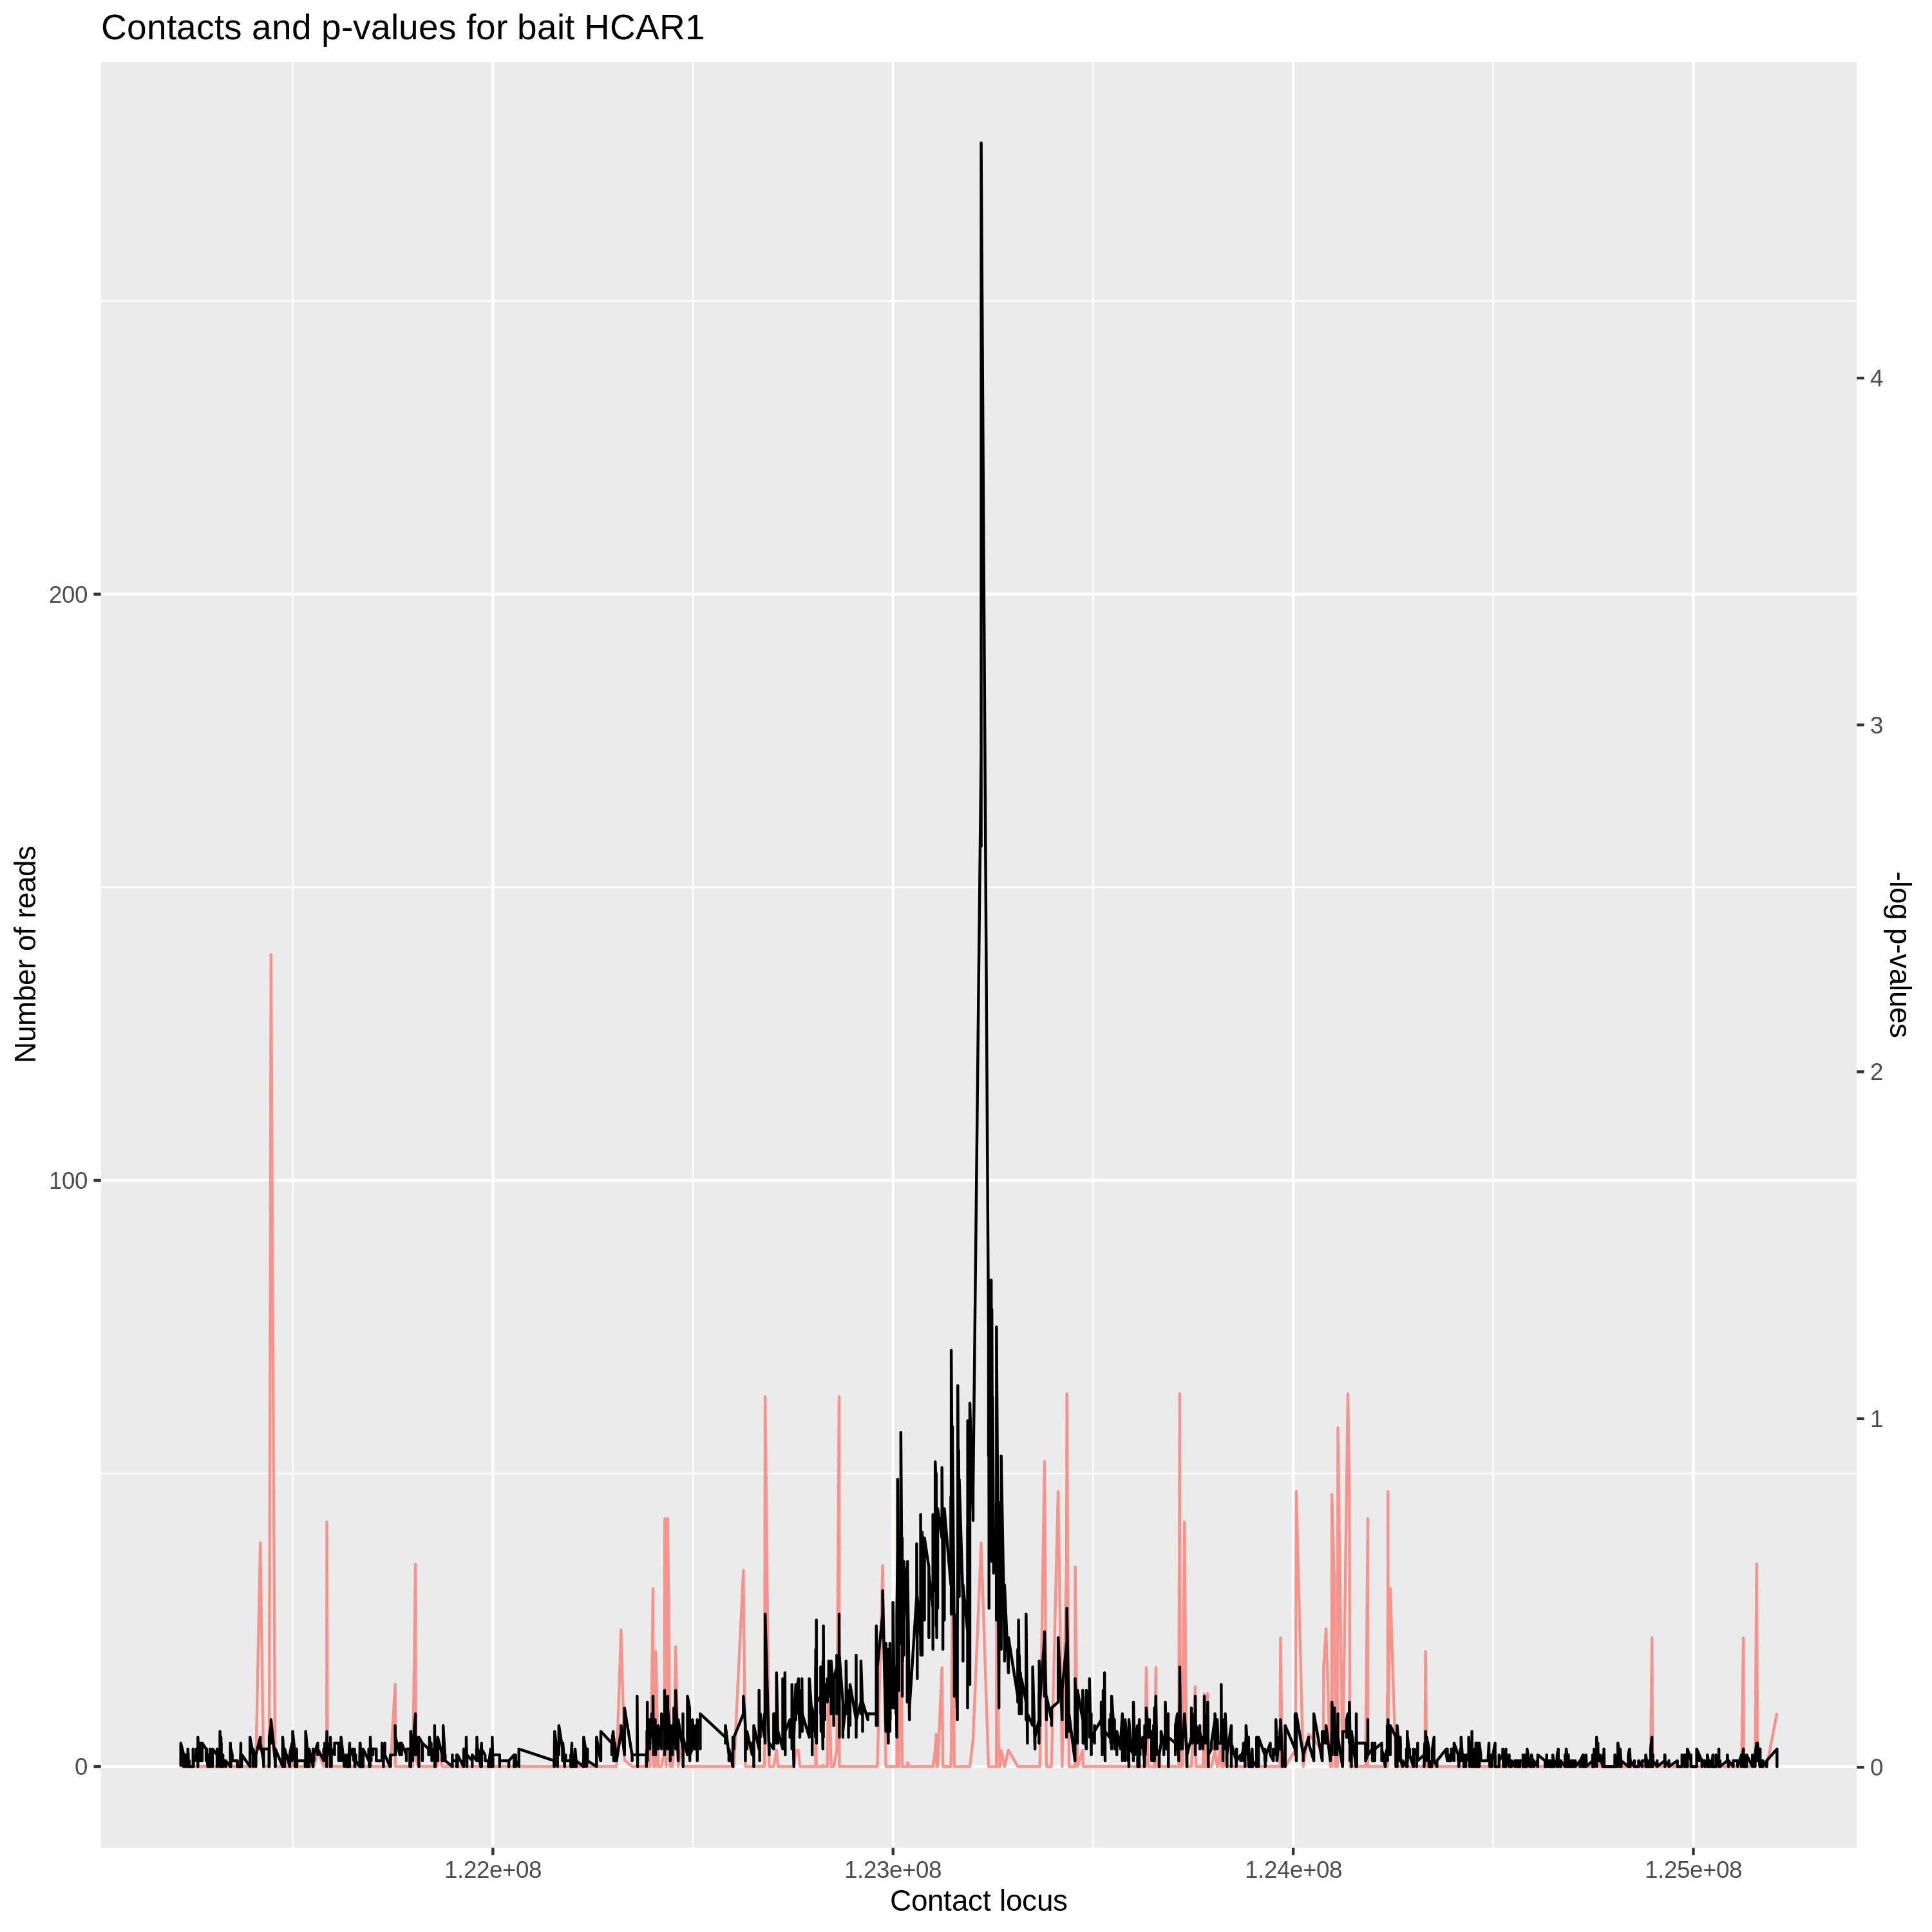 Contacts and p-values for bait HCAR1
Number of reads
200
100
0
4
3
2
1
0
-log p-values
1.22e+08
1.23e+08
1.24e+08
1.25e+08
Contact locus